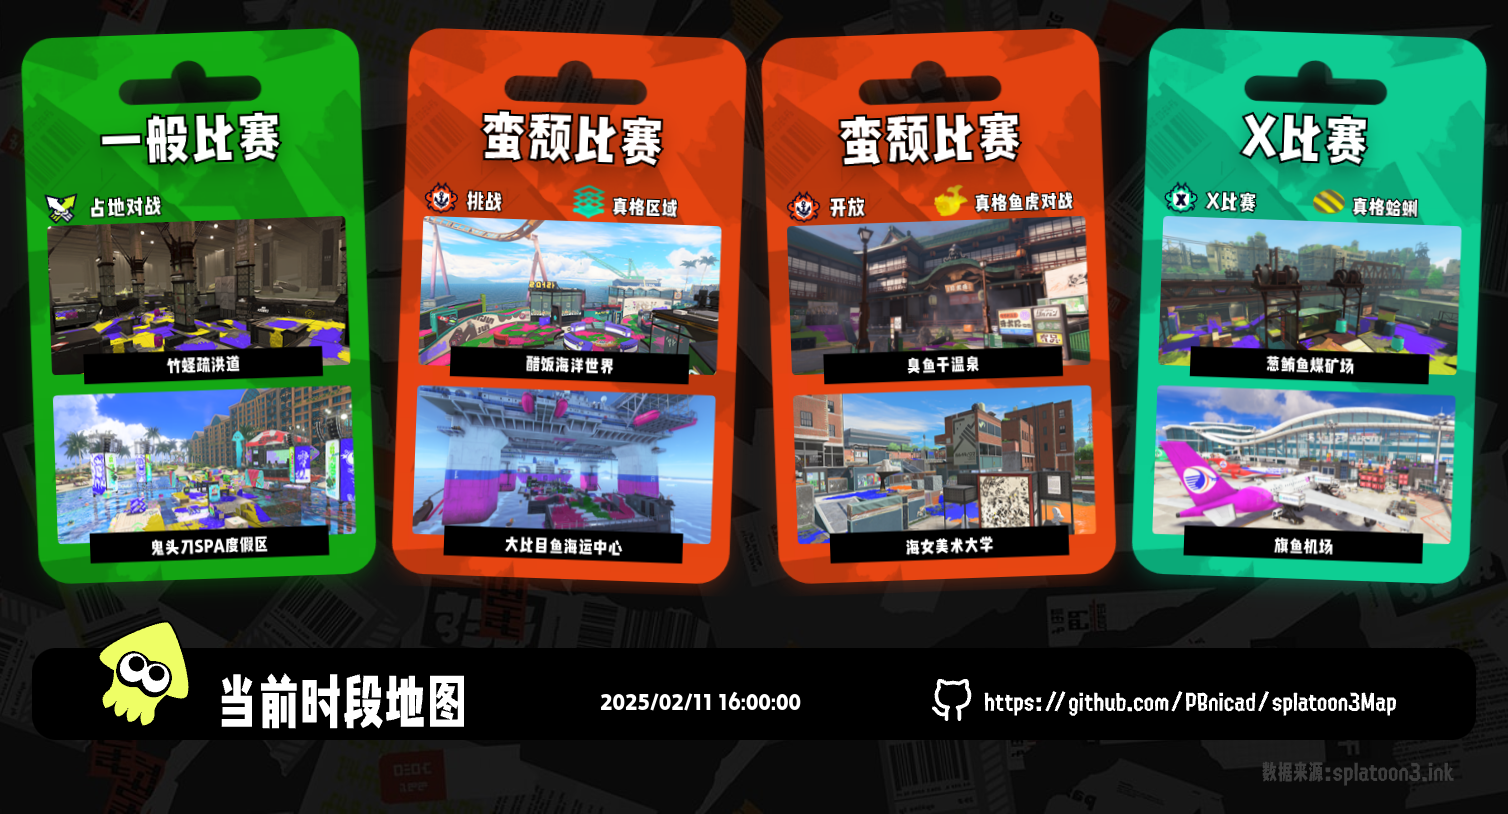 一般比赛
占地对战
竹蛏疏洪道
鬼头刀SPA度假区
蛮颓比赛
挑战
真格区域
醋饭海洋世界
大比目鱼海运中心
蛮颓比赛
开放
真格鱼虎对战
臭鱼干温泉
海女美术大学
X比赛
X比赛
真格蛤蜊
葱鲔鱼煤矿场
旗鱼机场
当前时段地图
2025/02/11 16:00:00
https://github.com/PBnicad/splatoon3Map
数据来源:splatoon3.ink